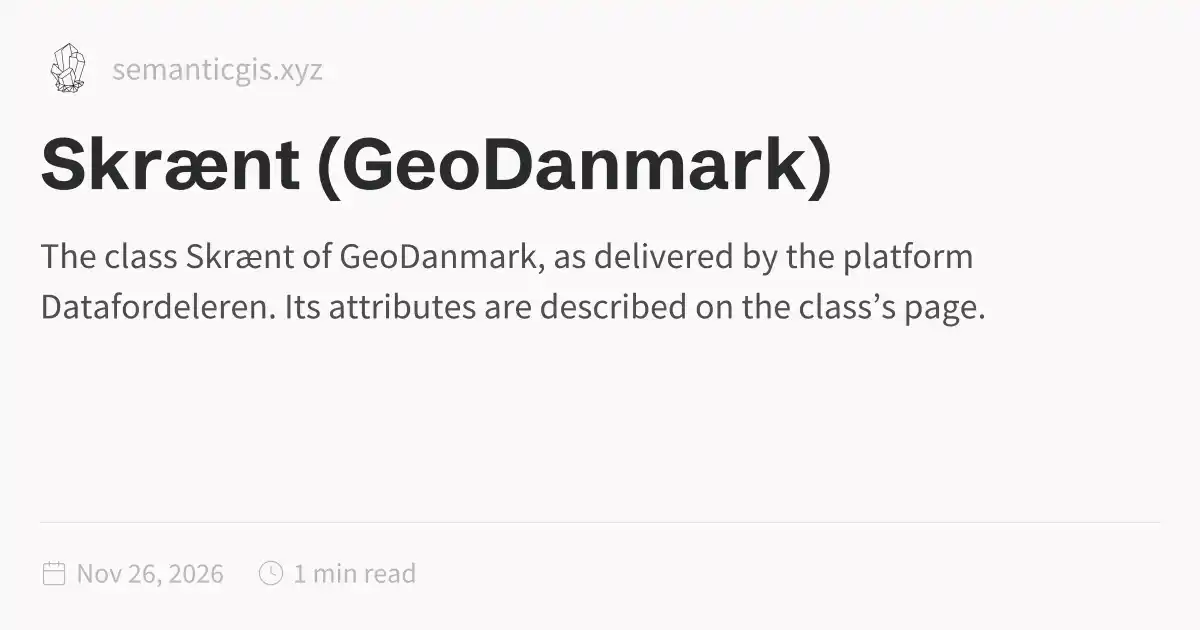 semanticgis.xyz
Skrænt (GeoDanmark)
The class Skrænt of GeoDanmark, as delivered by the platform
Datafordeleren. Its attributes are described on the class’s page.
Nov 26, 2026 1 min read